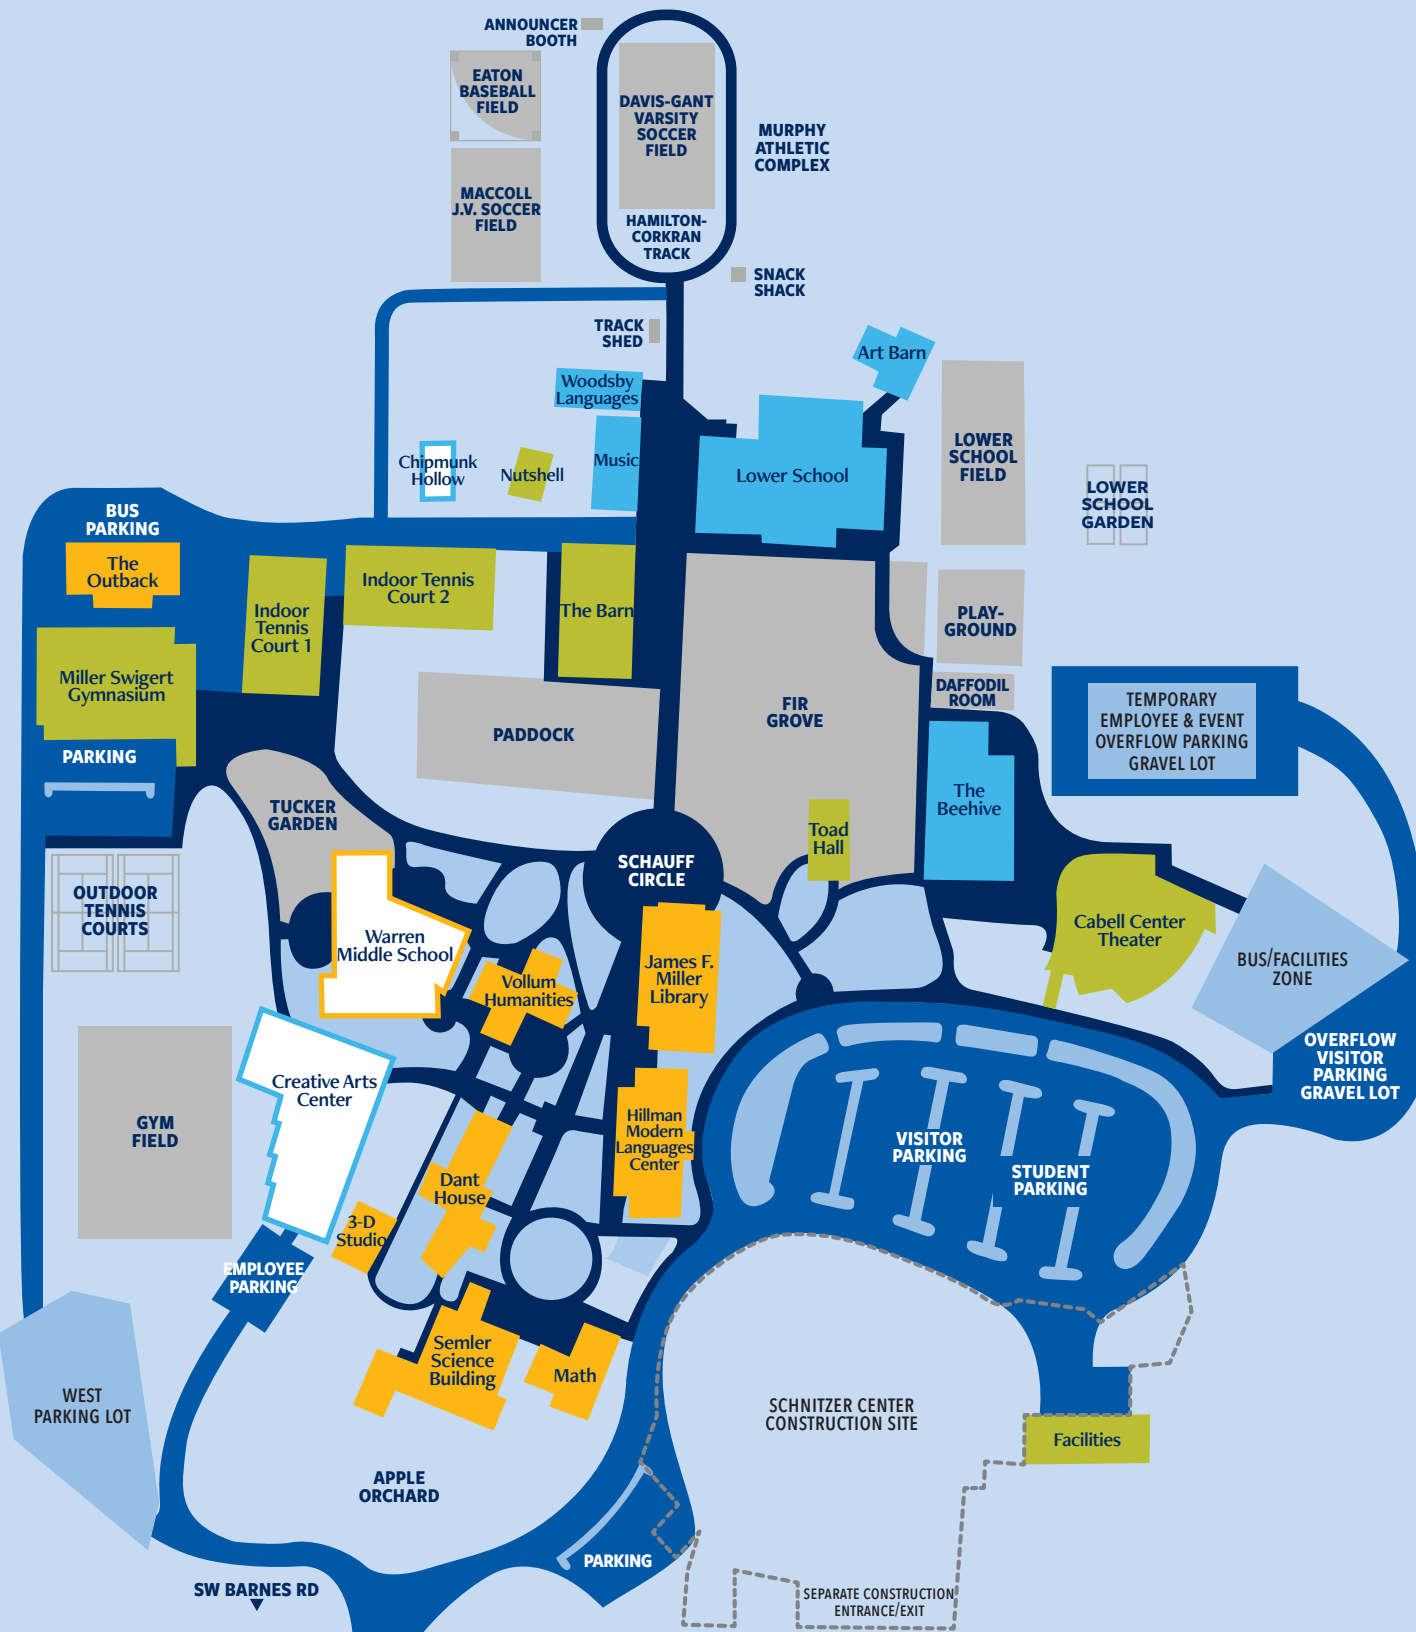 ANNOUNCER
BOOTH
EATON
BASEBALL
FIELD
DAVIS-GANT
VARSITY
SOCCER
FIELD
MURPHY
ATHLETIC
COMPLEX
MACCOLL
J.V. SOCCER
FIELD
HAMILTON-
CORKRAN
TRACK
SNACK
SHACK
TRACK
SHED
Art Barn
Woodsby
Languages
Chipmunk
Hollow
Nutshell
Music
Lower School
LOWER
SCHOOL
FIELD
LOWER
SCHOOL
GARDEN
BUS
PARKING
The
Outback
Indoor
Tennis
Court 1
Indoor Tennis
Court 2
The Barn
PLAY-
GROUND
Miller Swigert
Gymnasium
DAFFODIL
ROOM
FIR
GROVE
PADDOCK
TEMPORARY
EMPLOYEE & EVENT
OVERFLOW PARKING
GRAVEL LOT
PARKING
TUCKER
GARDEN
The
Beehive
Toad
Hall
SCHAUFF
CIRCLE
OUTDOOR
TENNIS
COURTS
Warren
Middle School
Cabell Center
Theater
BUS/FACILITIES
ZONE
James F.
Miller
Library
Vollum
Humanities
OVERFLOW
VISITOR
PARKING
GRAVEL LOT
Creative Arts
Center
GYM
FIELD
Hillman
Modern
Languages
Center
VISITOR
PARKING
STUDENT
PARKING
Dant
House
3-D
Studio
EMPLOYEE
PARKING
Semler
Science
Building
Math
WEST
PARKING LOT
SCHNITZER CENTER
CONSTRUCTION SITE
Facilities
APPLE
ORCHARD
PARKING
SW BARNES RD
SEPARATE CONSTRUCTION
ENTRANCE/EXIT